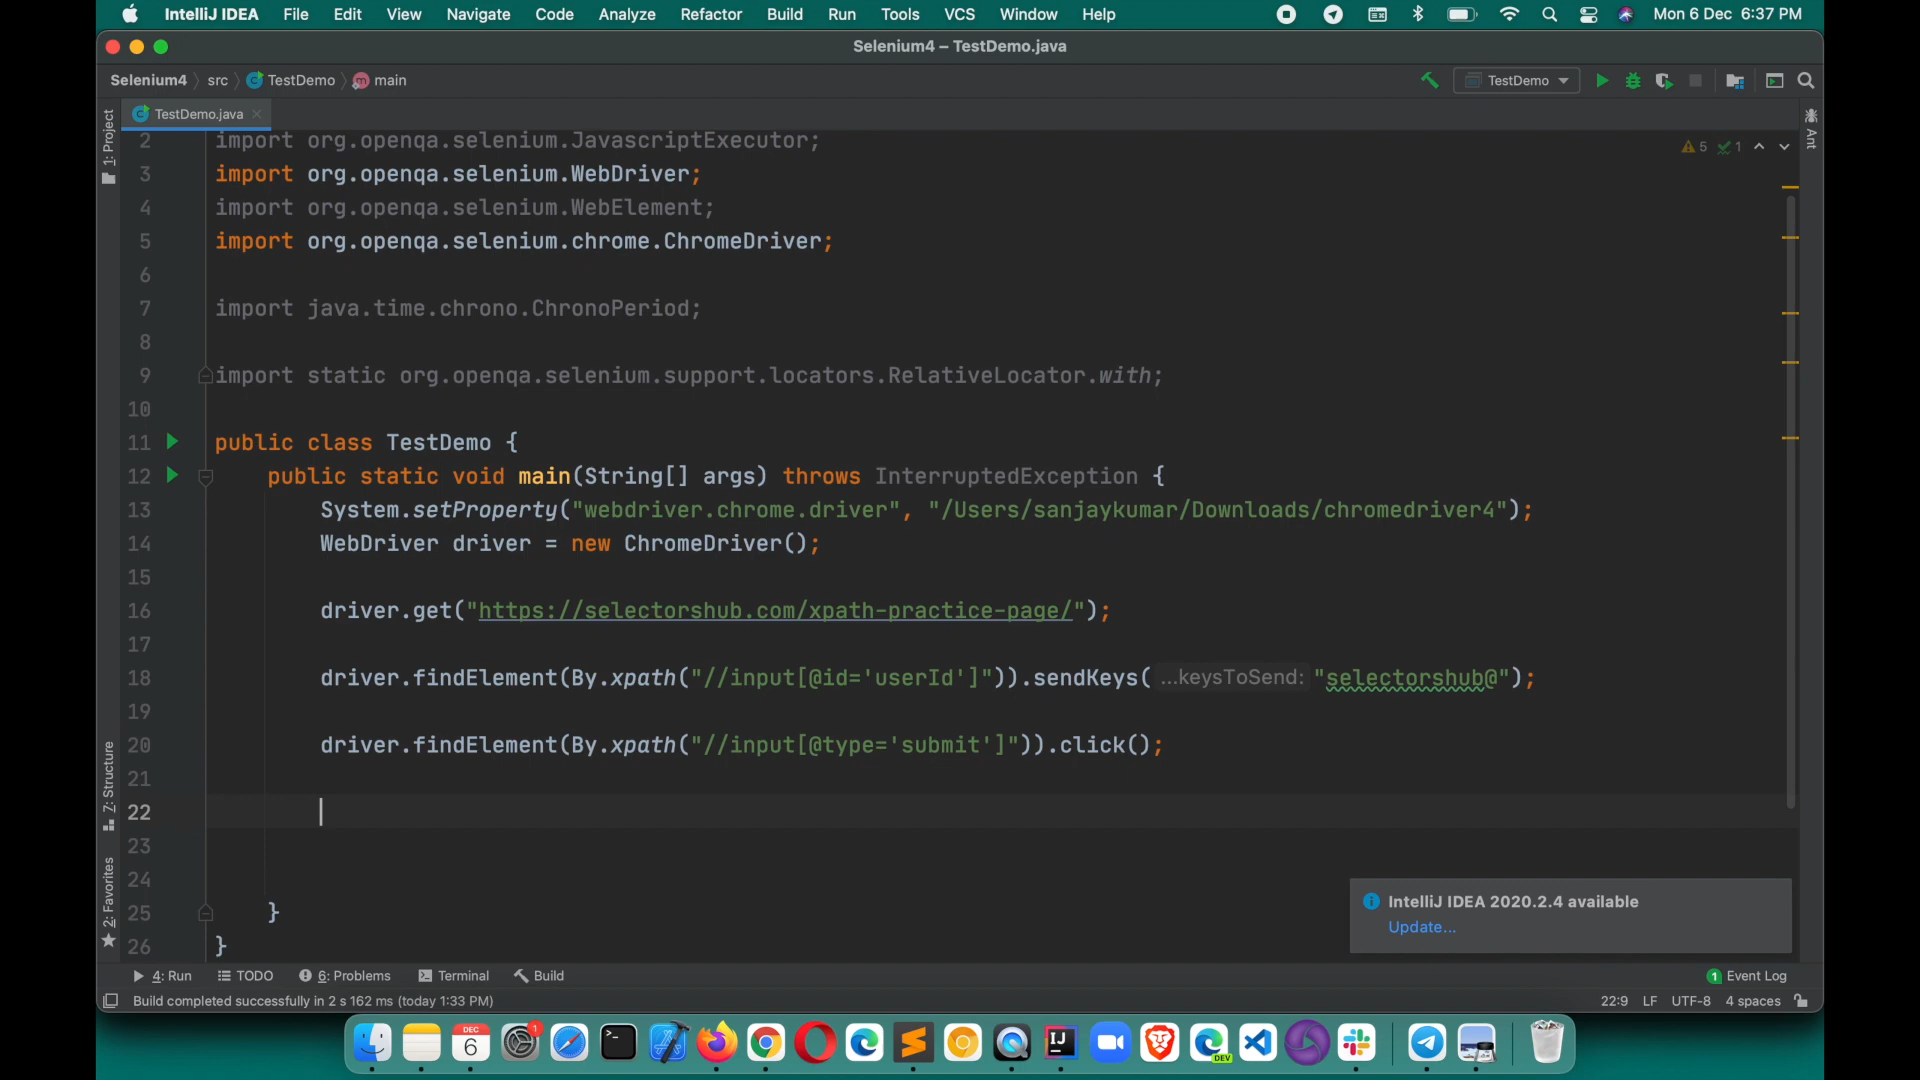 IntelliJ IDEA File Edit View Navigate Code Analyze Refactor Build Run Tools VCS Window Help Mon 6 Dec 6:37 PM
Selenium4 – TestDemo.java
Selenium4 src TestDemo main TestDemo
TestDemo.java
1: Project
Ant
2 import org.openqa.selenium.JavascriptExecutor; 5 1
3 import org.openqa.selenium.WebDriver;
4 import org.openqa.selenium.WebElement;
5 import org.openqa.selenium.chrome.ChromeDriver;
6
7 import java.time.chrono.ChronoPeriod;
8
9 import static org.openqa.selenium.support.locators.RelativeLocator.with;
10
11 public class TestDemo {
12 public static void main(String[] args) throws InterruptedException {
13 System.setProperty("webdriver.chrome.driver", "/Users/sanjaykumar/Downloads/chromedriver4");
14 WebDriver driver = new ChromeDriver();
15
16 driver.get("https://selectorshub.com/xpath-practice-page/");
17
18 driver.findElement(By.xpath("//input[@id='userId']")).sendKeys( ...keysToSend: "selectorshub@");
19
20 driver.findElement(By.xpath("//input[@type='submit']")).click();
21
22
23
24
25 }
26 }
Z: Structure
2: Favorites
IntelliJ IDEA 2020.2.4 available
Update...
4: Run TODO 6: Problems Terminal Build 1 Event Log
Build completed successfully in 2 s 162 ms (today 1:33 PM) 22:9 LF UTF-8 4 spaces
DEC
6
1
>_
IJ
DEV